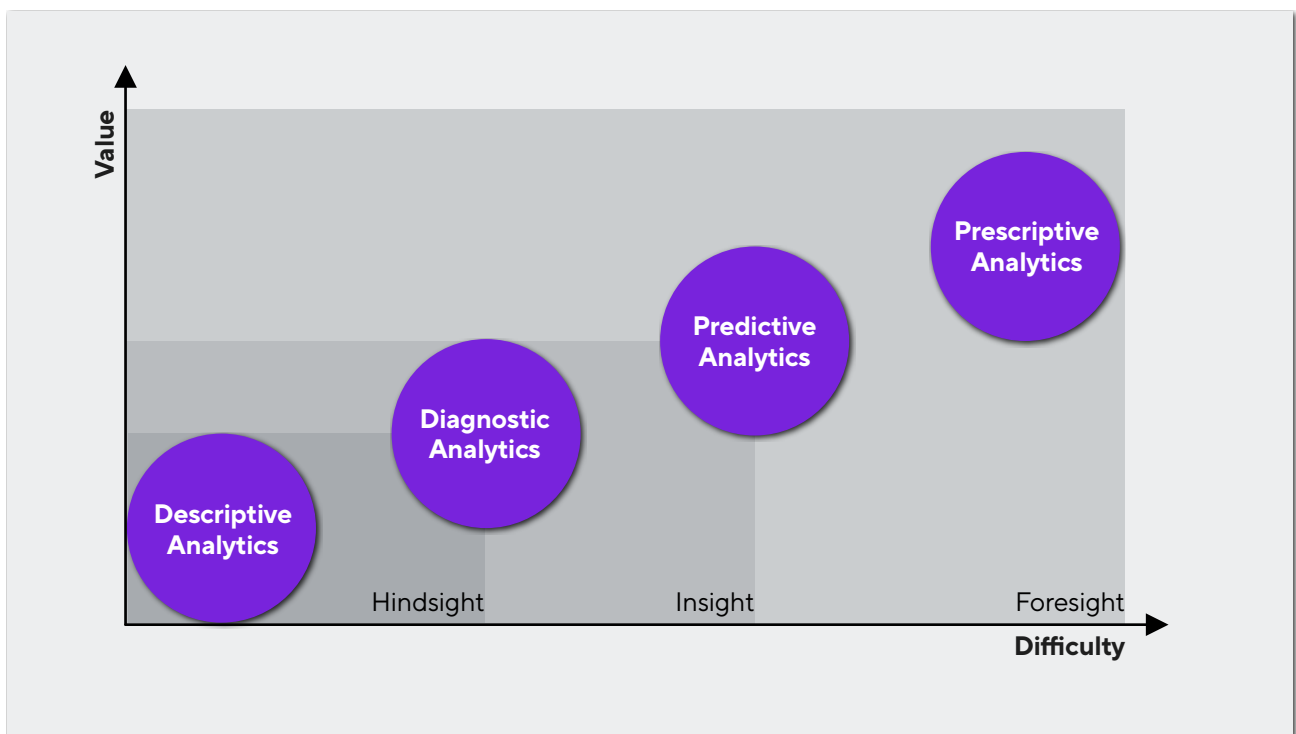 Value
Prescriptive
Analytics
Predictive
Analytics
Diagnostic
Analytics
Descriptive
Analytics
Hindsight
Insight
Foresight
Difficulty